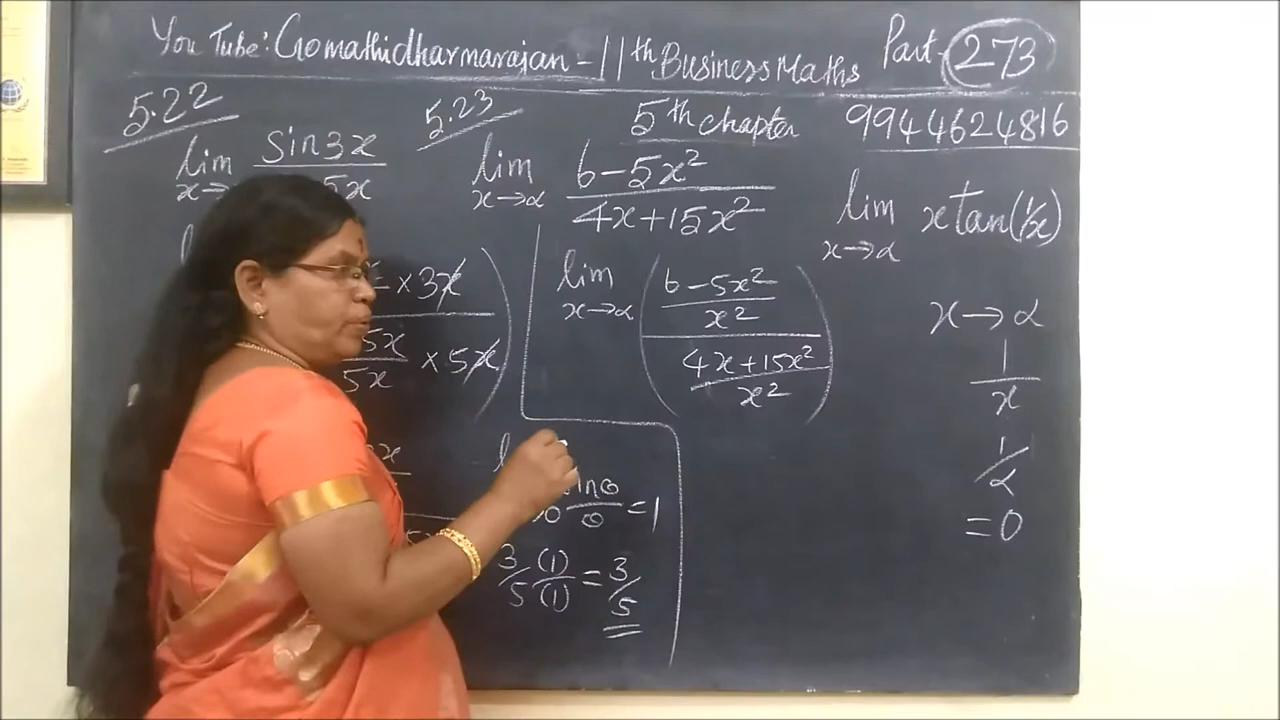 You Tube: Gomathidharmarajan - 11th Business Maths Part - 273
5.22
5.23
5th chapter
9944624816
lim x→ sin3x / 5x
lim x→α 6-5x² / 4x+15x²
lim x→α x tan(1/x)
× 3x
5x / 5x × 5x
lim x→α ( (6-5x²)/x² / (4x+15x²)/x² )
x→α
1/x
1/α
= 0
sinθ/θ = 1
3/5 (1)/(1) = 3/5